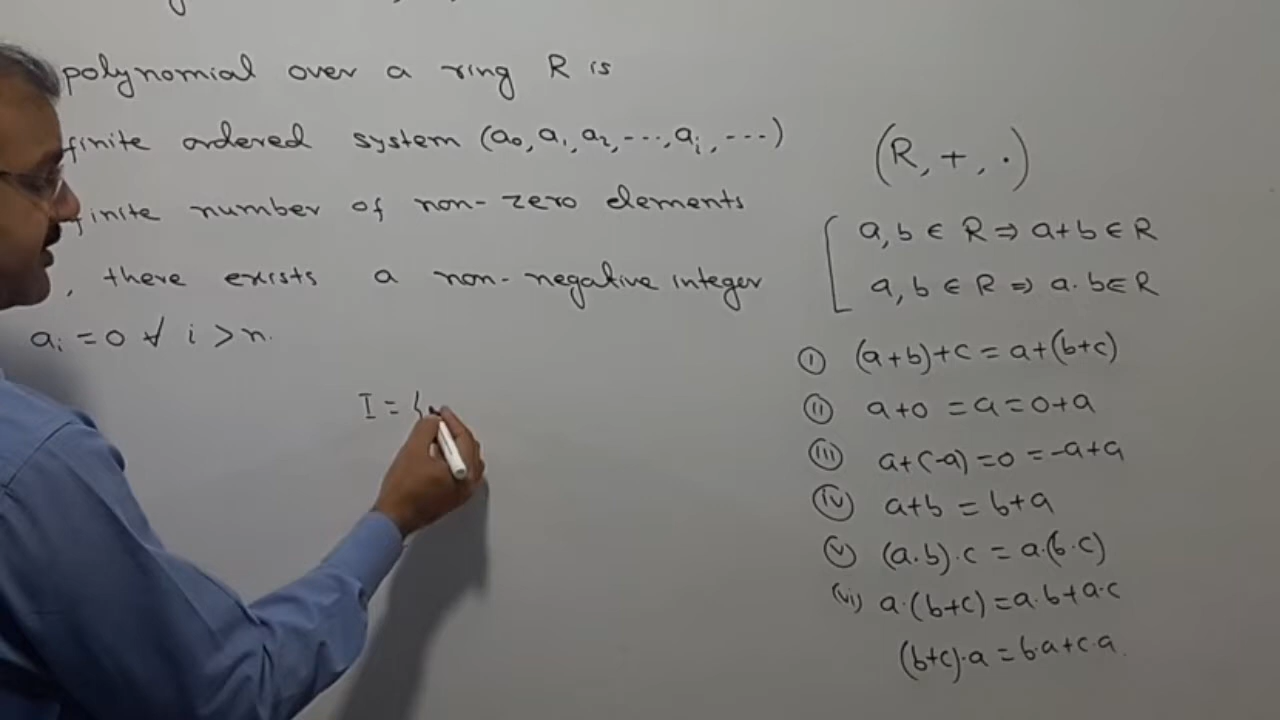 polynomial over a ring R is
finite ordered system (a₀, a₁, a₂, ---, aᵢ, ---)
finite number of non-zero elements
, there exists a non-negative integer
aᵢ = 0 ∀ i > n.
I = {
(R, +, ·)
a, b ∈ R ⇒ a+b ∈ R
a, b ∈ R ⇒ a·b ∈ R
(i) (a+b)+c = a+(b+c)
(ii) a+0 = a = 0+a
(iii) a+(-a) = 0 = -a+a
(iv) a+b = b+a
(v) (a·b)·c = a·(b·c)
(vi) a·(b+c) = a·b+a·c
(b+c)·a = b·a+c·a